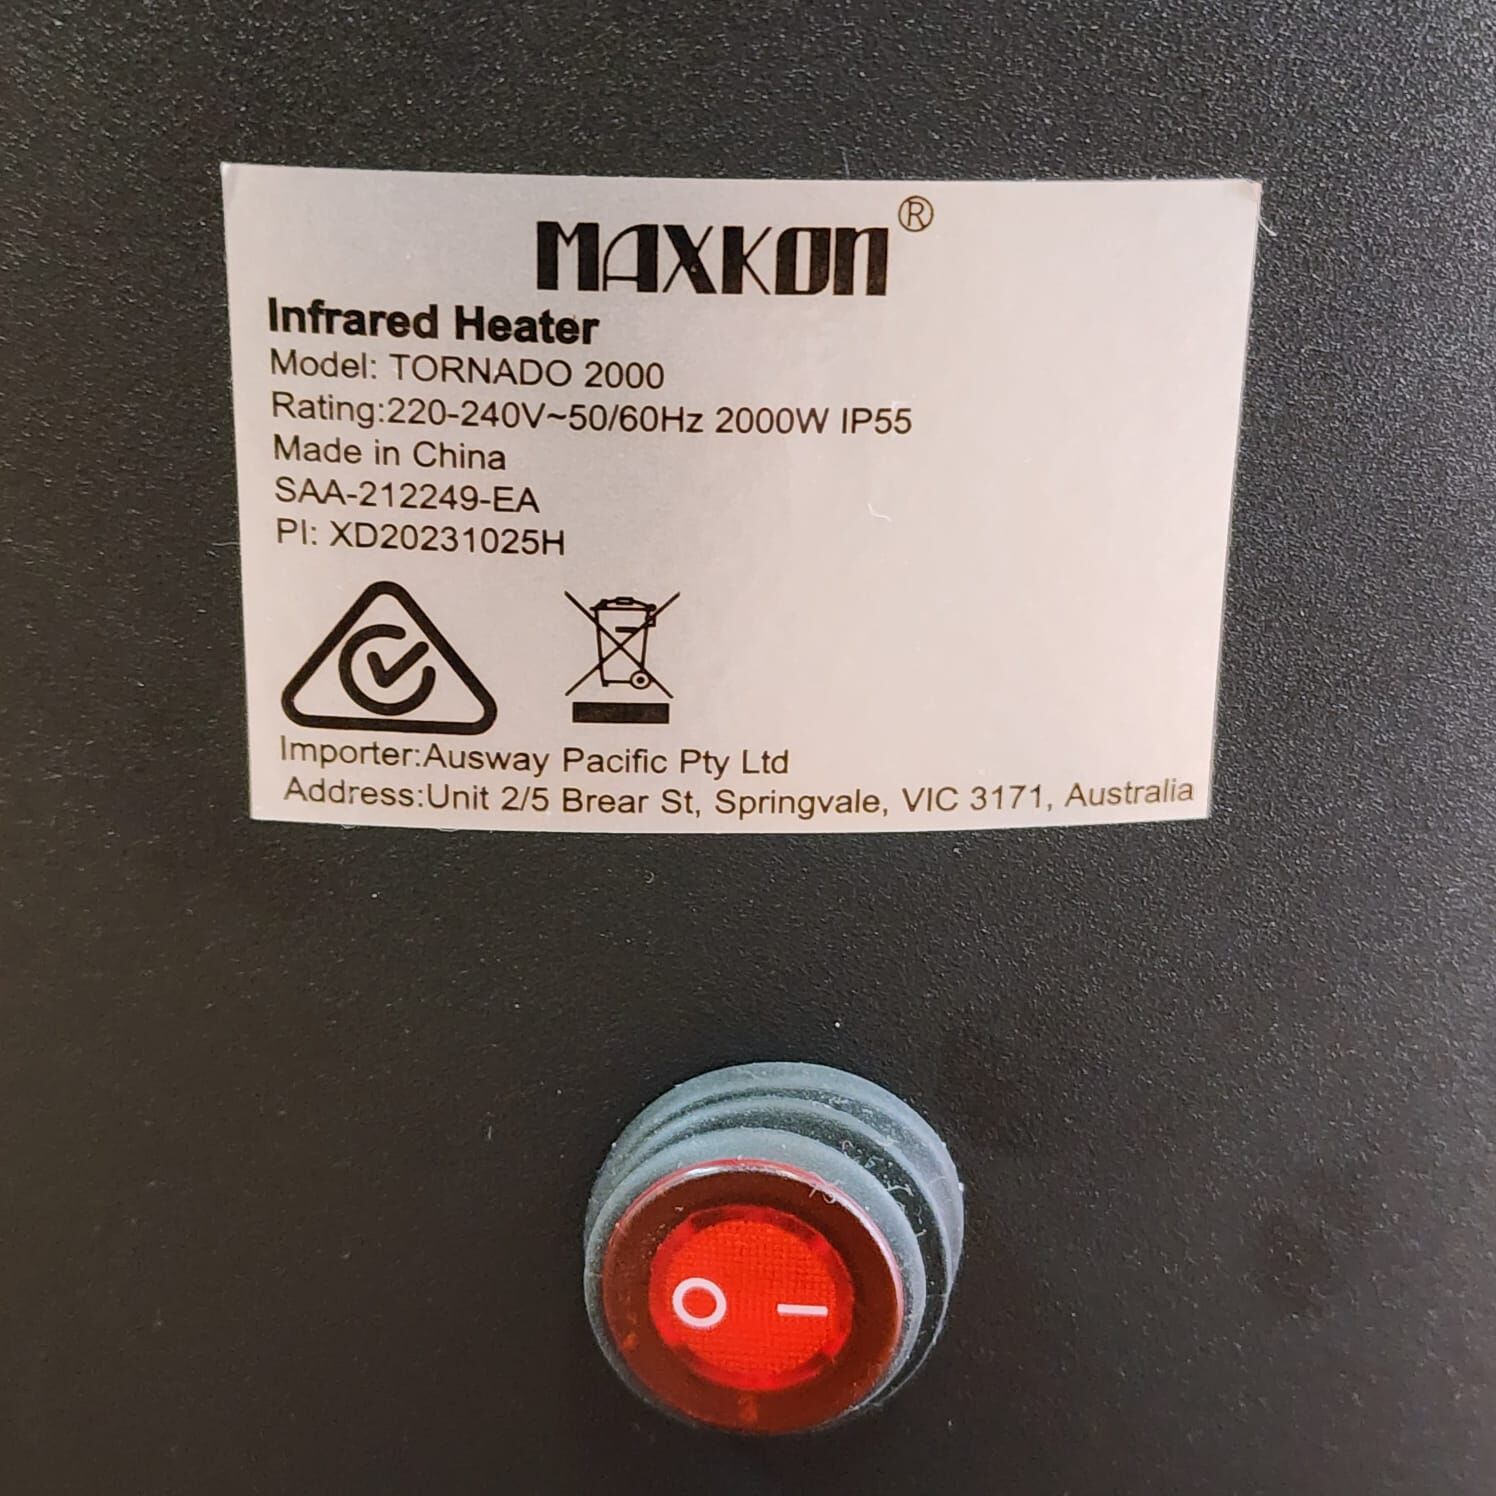 MAXKON®
Infrared Heater
Model: TORNADO 2000
Rating:220-240V~50/60Hz 2000W IP55
Made in China
SAA-212249-EA
PI: XD20231025H
Importer:Ausway Pacific Pty Ltd
Address:Unit 2/5 Brear St, Springvale, VIC 3171, Australia
O I